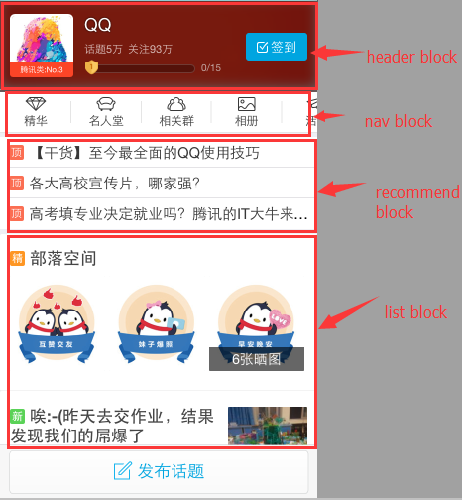 QQ
话题5万 关注93万
签到
腾讯类:No3
1
0/15
header block
精华
名人堂
相关群
相册
nav block
顶 【干货】至今最全面的QQ使用技巧
顶 各大高校宣传片，哪家强？
顶 高考填专业决定就业吗？腾讯的IT大牛来...
recommend
block
精 部落空间
互赞交友
妹子爆照
LOVE
早安晚安
6张晒图
list block
新 唉:-(昨天去交作业，结果
发现我们的屌爆了
发布话题